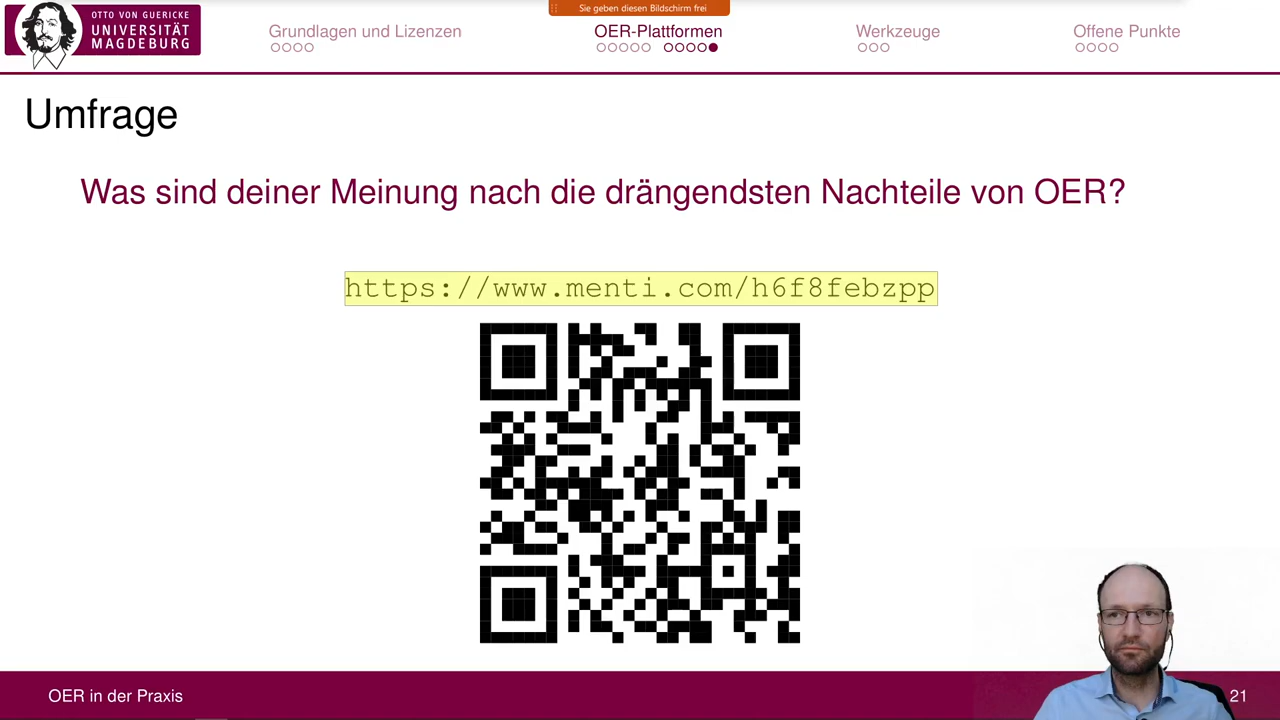 Sie geben diesen Bildschirm frei
OTTO VON GUERICKE
UNIVERSITÄT
MAGDEBURG
Grundlagen und Lizenzen
OER-Plattformen
Werkzeuge
Offene Punkte
Umfrage
Was sind deiner Meinung nach die drängendsten Nachteile von OER?
https://www.menti.com/h6f8febzpp
OER in der Praxis
21